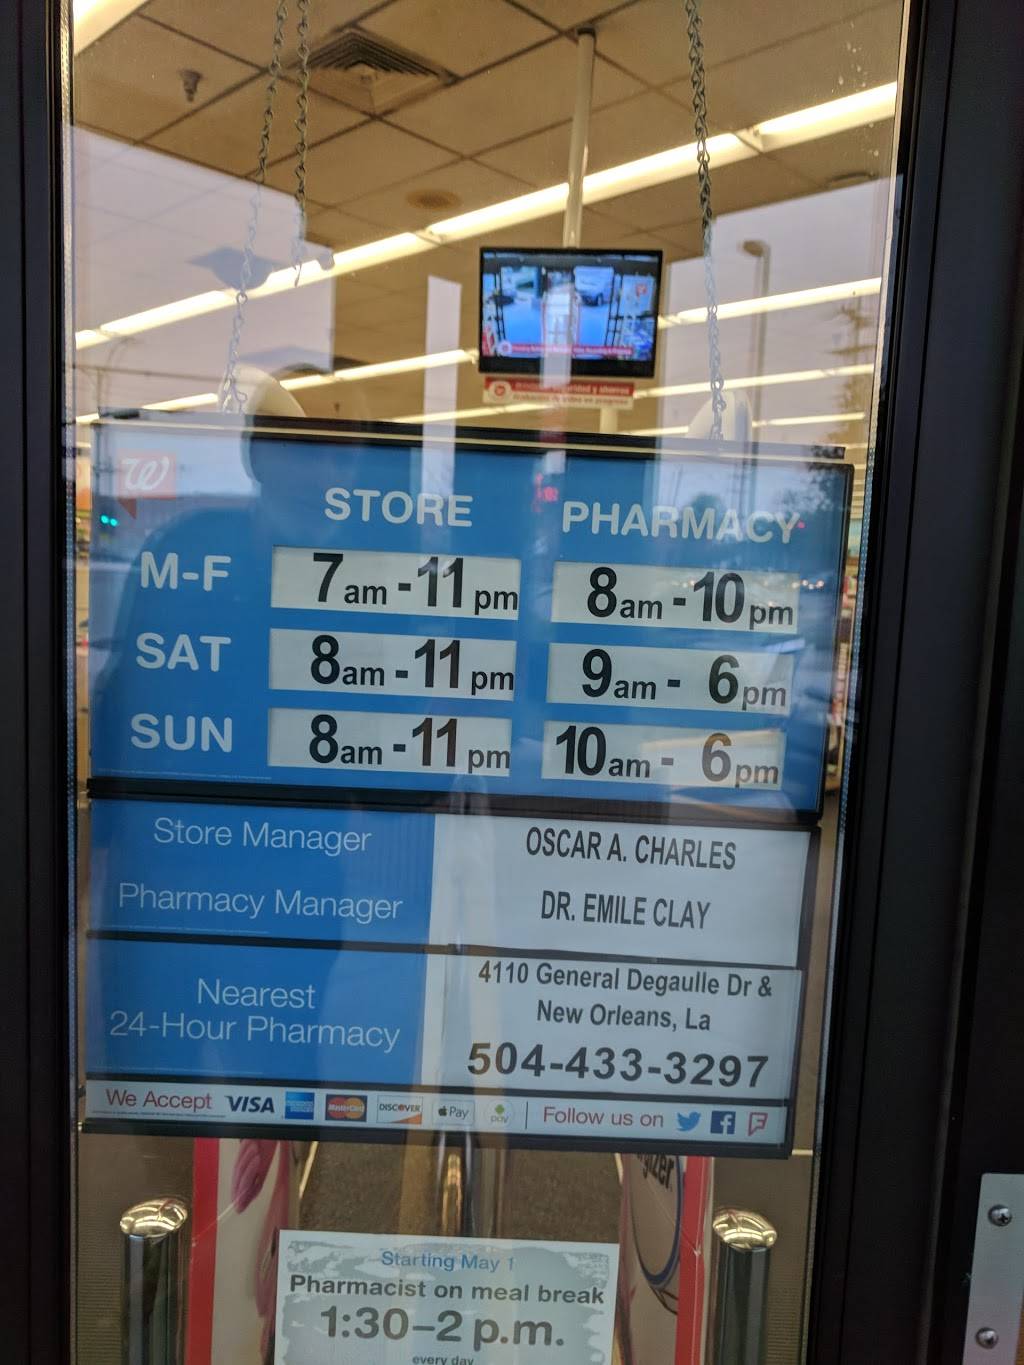 W
STORE PHARMACY
M-F 7am-11pm 8am-10pm
SAT 8am-11pm 9am-6pm
SUN 8am-11pm 10am-6pm
Store Manager OSCAR A. CHARLES
Pharmacy Manager DR. EMILE CLAY
Nearest
24-Hour Pharmacy
4110 General Degaulle Dr &
New Orleans, La
504-433-3297
We Accept VISA MasterCard DISCOVER Pay pay Follow us on
Starting May 1
Pharmacist on meal break
1:30–2 p.m.
every day